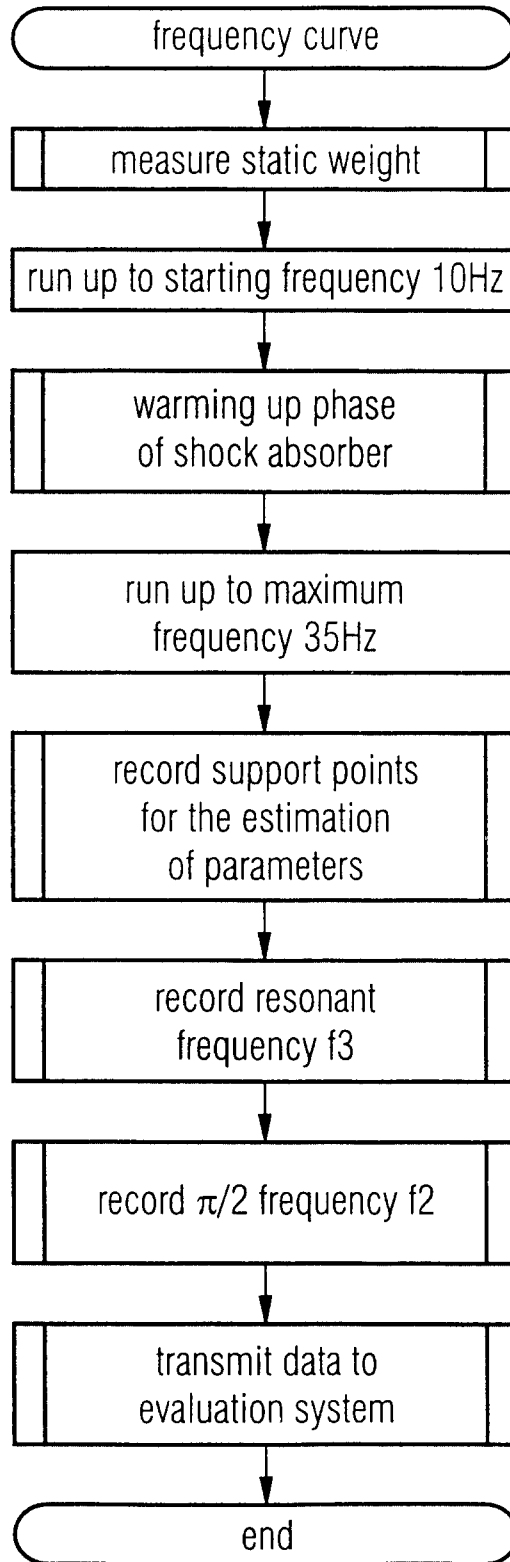 frequency curve
measure static weight
run up to starting frequency 10Hz
warming up phase
of shock absorber
run up to maximum
frequency 35Hz
record support points
for the estimation
of parameters
record resonant
frequency f3
record π/2 frequency f2
transmit data to
evaluation system
end